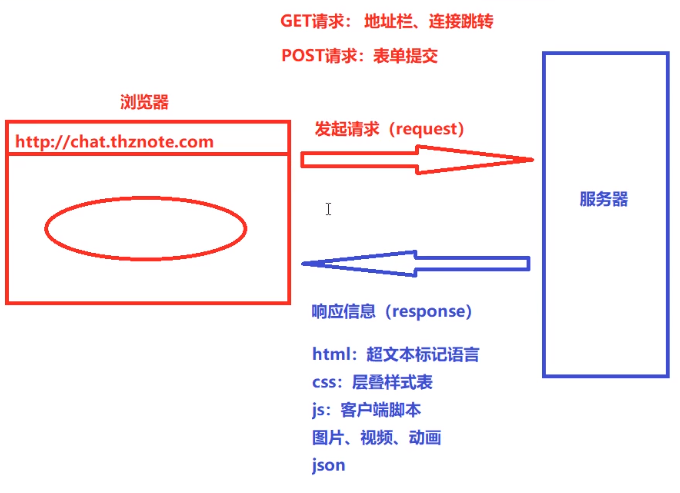 GET请求： 地址栏、连接跳转
POST请求：表单提交
浏览器
http://chat.thznote.com
发起请求（request）
服务器
响应信息（response）
html：超文本标记语言
css：层叠样式表
js：客户端脚本
图片、视频、动画
json